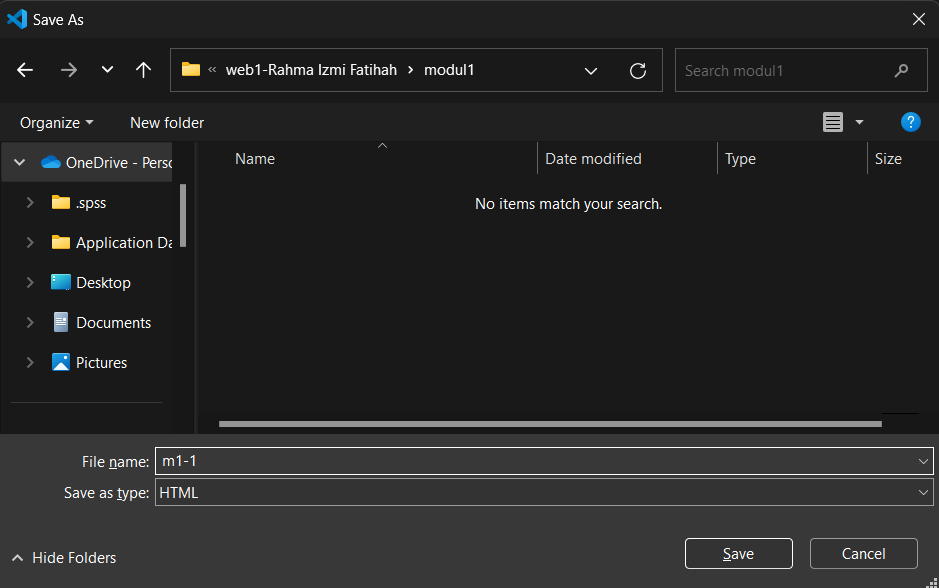 Save As
« web1-Rahma Izmi Fatihah > modul1
Search modul1
Organize
New folder
?
Name
Date modified
Type
Size
No items match your search.
OneDrive - Perso
.spss
Application Da
Desktop
Documents
Pictures
File name: m1-1
Save as type: HTML
Hide Folders
Save
Cancel